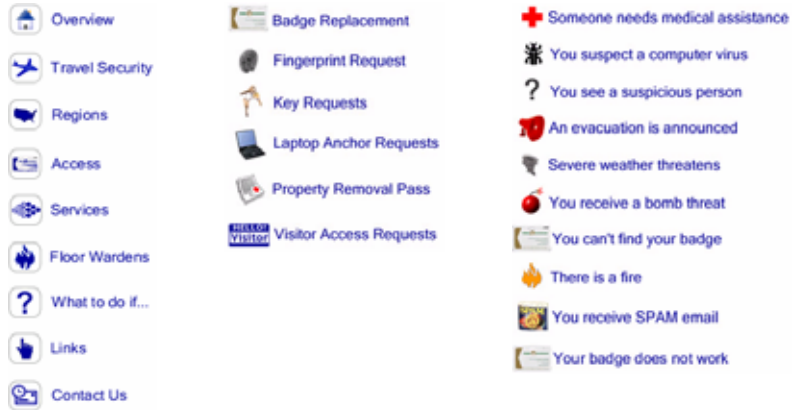 Overview
Travel Security
Regions
Access
Services
Floor Wardens
What to do if...
Links
Contact Us
Badge Replacement
Fingerprint Request
Key Requests
Laptop Anchor Requests
Property Removal Pass
HELLO!
Visitor
Visitor Access Requests
Someone needs medical assistance
You suspect a computer virus
? You see a suspicious person
An evacuation is announced
Severe weather threatens
You receive a bomb threat
You can't find your badge
There is a fire
You receive SPAM email
Your badge does not work